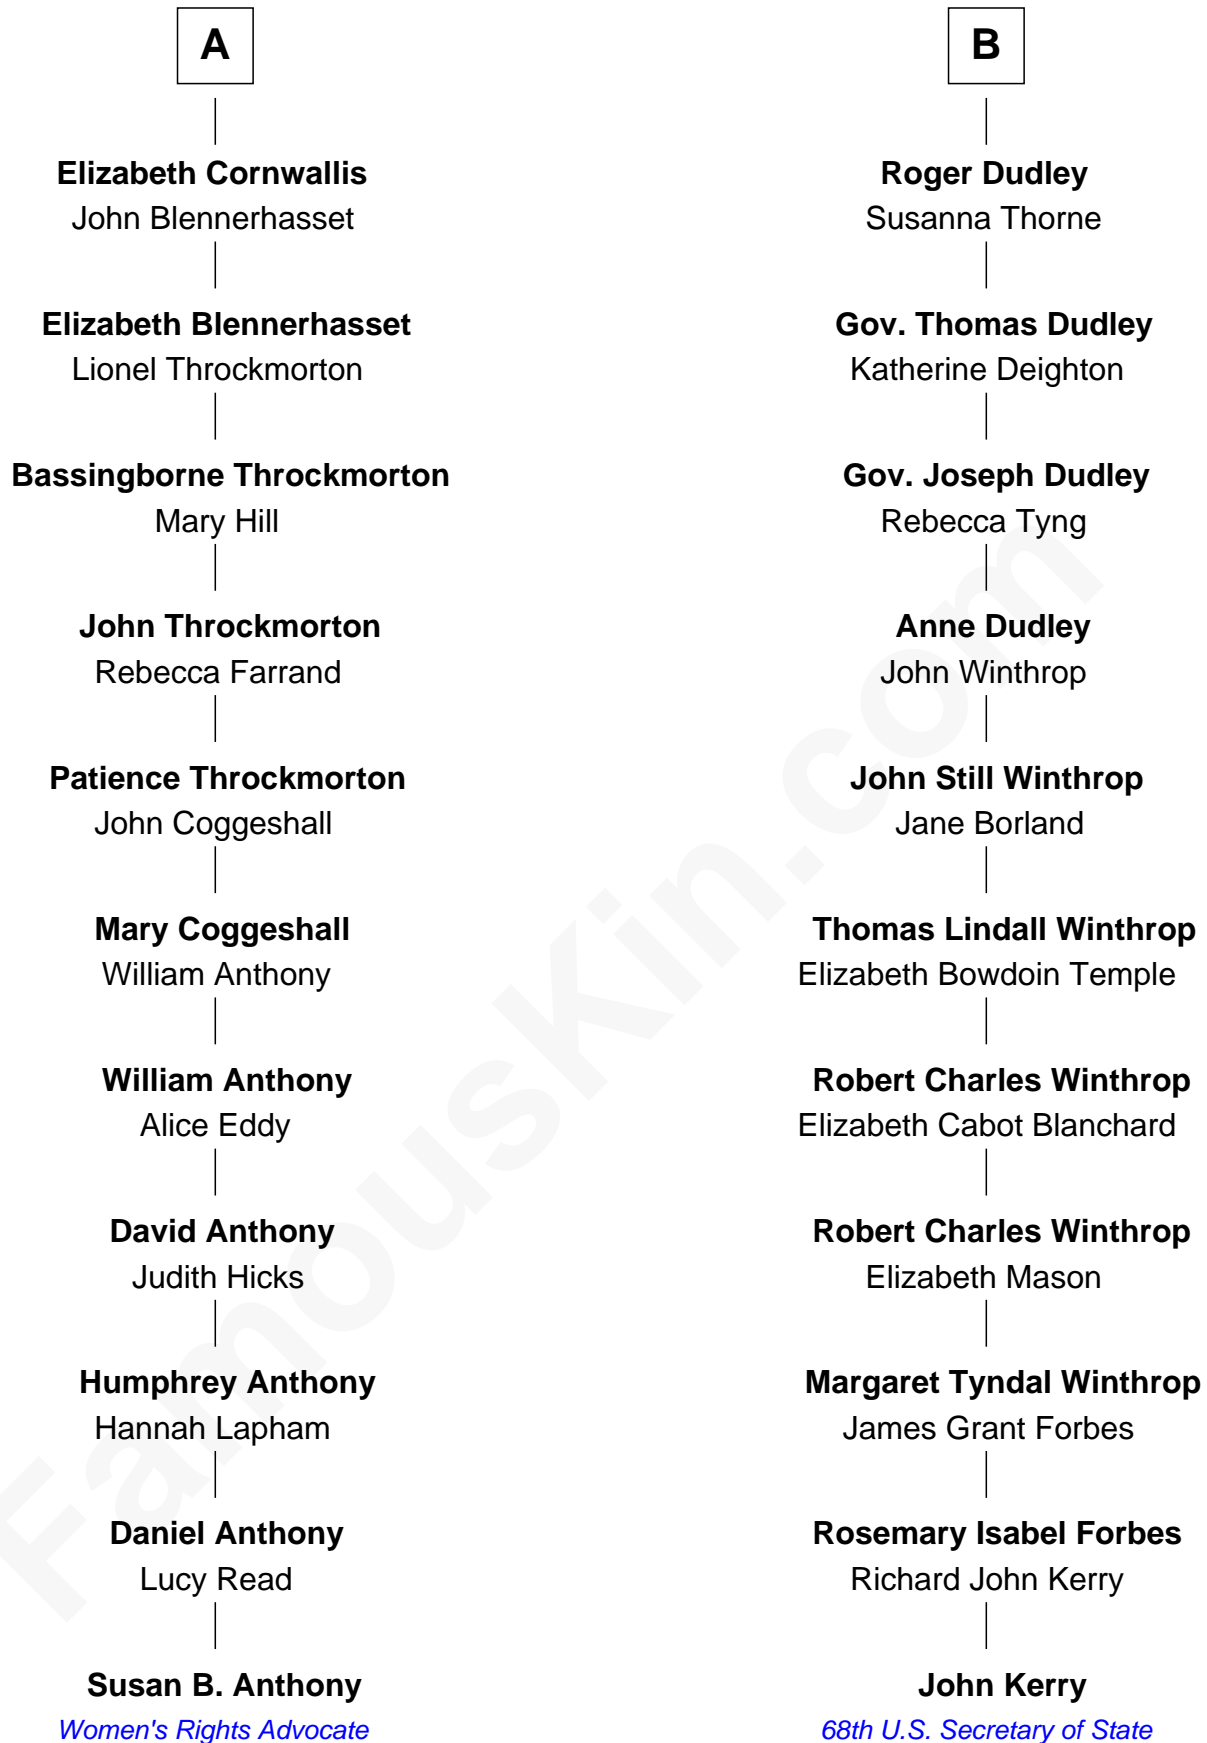 A
Elizabeth Cornwallis
John Blennerhasset
Elizabeth Blennerhasset
Lionel Throckmorton
Bassingborne Throckmorton
Mary Hill
John Throckmorton
Rebecca Farrand
Patience Throckmorton
John Coggeshall
Mary Coggeshall
William Anthony
William Anthony
Alice Eddy
David Anthony
Judith Hicks
Humphrey Anthony
Hannah Lapham
Daniel Anthony
Lucy Read
Susan B. Anthony
Women's Rights Advocate
B
Roger Dudley
Susanna Thorne
Gov. Thomas Dudley
Katherine Deighton
Gov. Joseph Dudley
Rebecca Tyng
Anne Dudley
John Winthrop
John Still Winthrop
Jane Borland
Thomas Lindall Winthrop
Elizabeth Bowdoin Temple
Robert Charles Winthrop
Elizabeth Cabot Blanchard
Robert Charles Winthrop
Elizabeth Mason
Margaret Tyndal Winthrop
James Grant Forbes
Rosemary Isabel Forbes
Richard John Kerry
John Kerry
68th U.S. Secretary of State
FamousKin.com